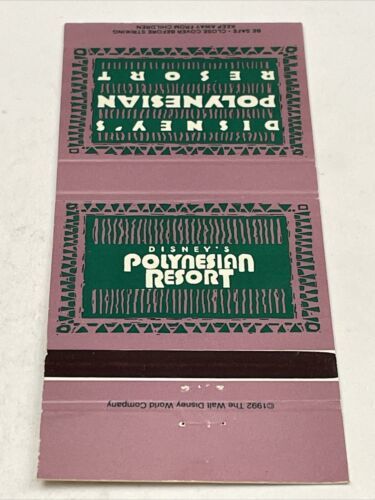 BE SAFE - CLOSE COVER BEFORE STRIKING
KEEP AWAY FROM CHILDREN
DISNEY'S
POLYNESIAN
RESORT
DISNEY'S
POLYNESIAN
RESORT
©1992 The Walt Disney World Company